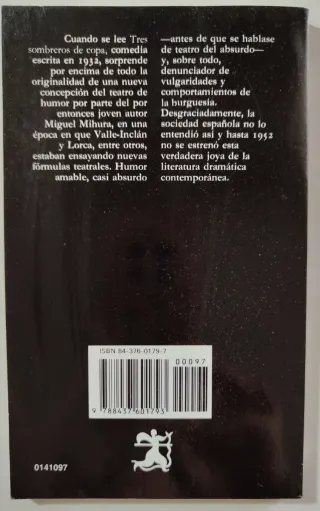 Cuando se lee Tres
sombreros de copa, comedia
escrita en 1932, sorprende
por encima de todo la
originalidad de una nueva
concepción del teatro de
humor por parte del por
entonces joven autor
Miguel Mihura, en una
época en que Valle-Inclán
y Lorca, entre otros,
estaban ensayando nuevas
fórmulas teatrales. Humor
amable, casi absurdo
—antes de que se hablase
de teatro del absurdo—
y, sobre todo,
denunciador de
vulgaridades y
comportamientos de
la burguesía.
Desgraciadamente, la
sociedad española no lo
entendió así y hasta 1952
no se estrenó esta
verdadera joya de la
literatura dramática
contemporánea.
ISBN 84-376-0179-7
00097
9 788437 601793
0141097